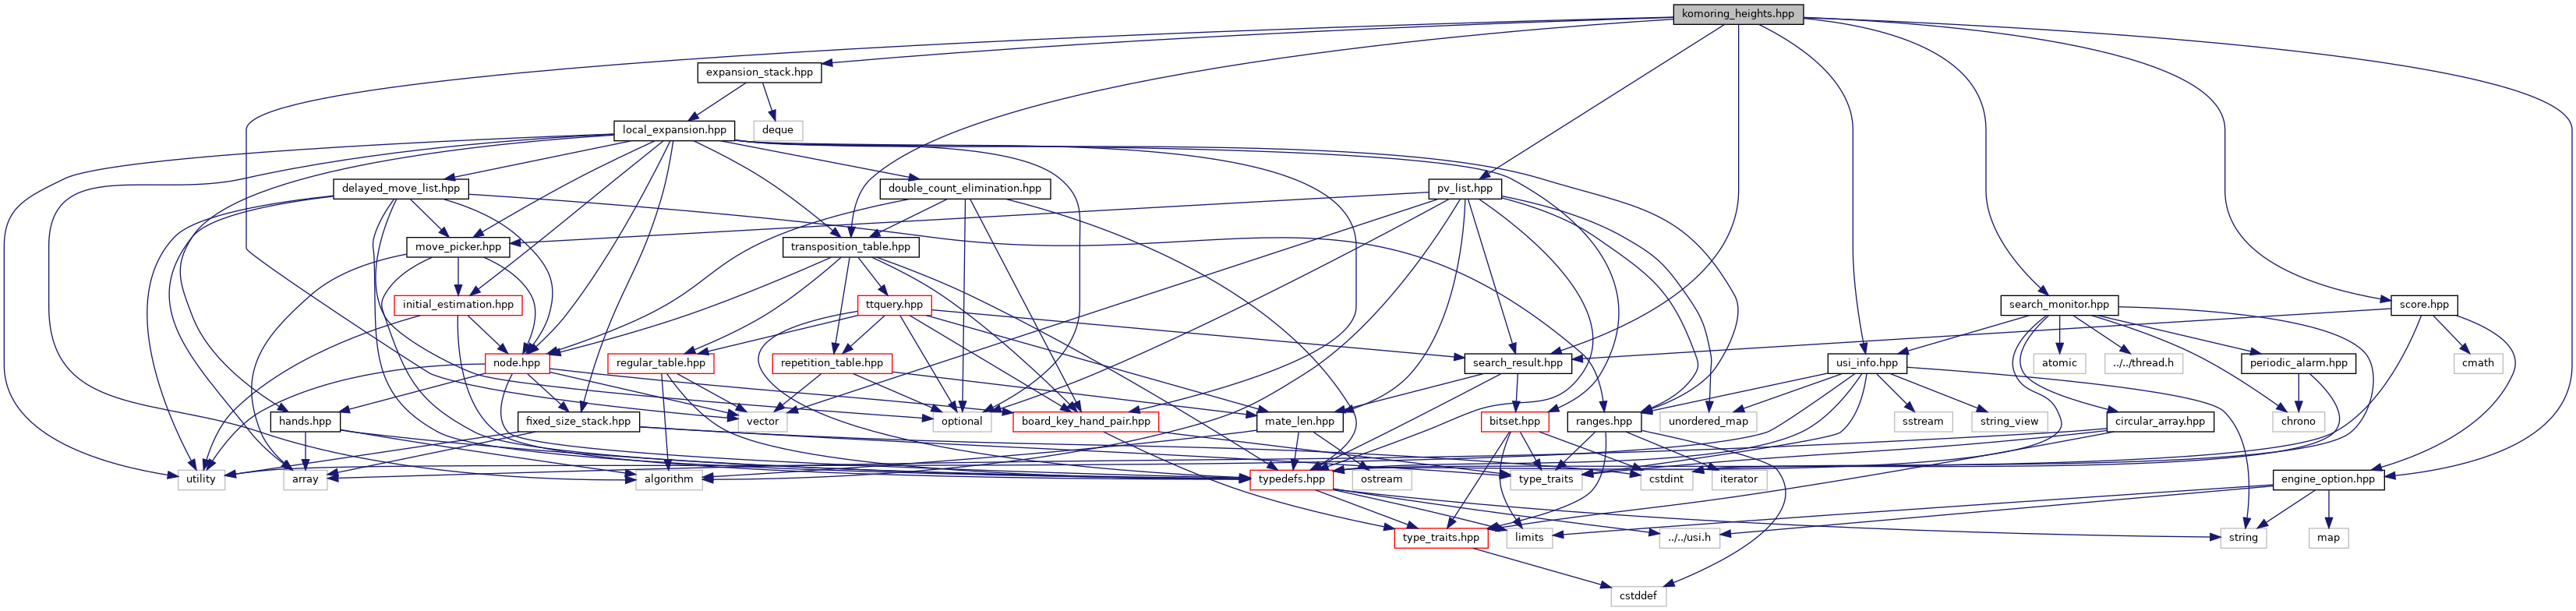 komoring_heights.hpp
expansion_stack.hpp
local_expansion.hpp
deque
delayed_move_list.hpp
double_count_elimination.hpp
pv_list.hpp
move_picker.hpp
transposition_table.hpp
initial_estimation.hpp
ttquery.hpp
search_monitor.hpp
score.hpp
node.hpp
regular_table.hpp
repetition_table.hpp
search_result.hpp
usi_info.hpp
atomic
../../thread.h
periodic_alarm.hpp
cmath
hands.hpp
fixed_size_stack.hpp
vector
optional
board_key_hand_pair.hpp
mate_len.hpp
bitset.hpp
ranges.hpp
unordered_map
sstream
string_view
circular_array.hpp
chrono
utility
array
algorithm
typedefs.hpp
ostream
type_traits
cstdint
iterator
engine_option.hpp
type_traits.hpp
limits
../../usi.h
string
map
cstddef